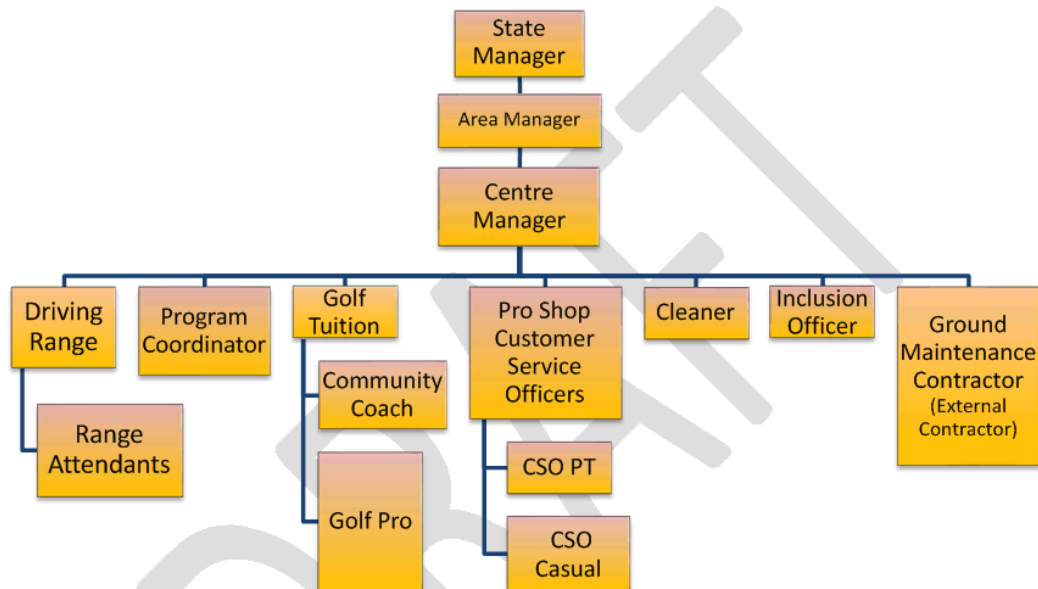 State
Manager
Area Manager
Centre
Manager
Driving
Range
Program
Coordinator
Golf
Tuition
Pro Shop
Customer
Service
Officers
Cleaner
Inclusion
Officer
Ground
Maintenance
Contractor
(External
Contractor)
Range
Attendants
Community
Coach
Golf Pro
CSO PT
CSO
Casual
DRAFT